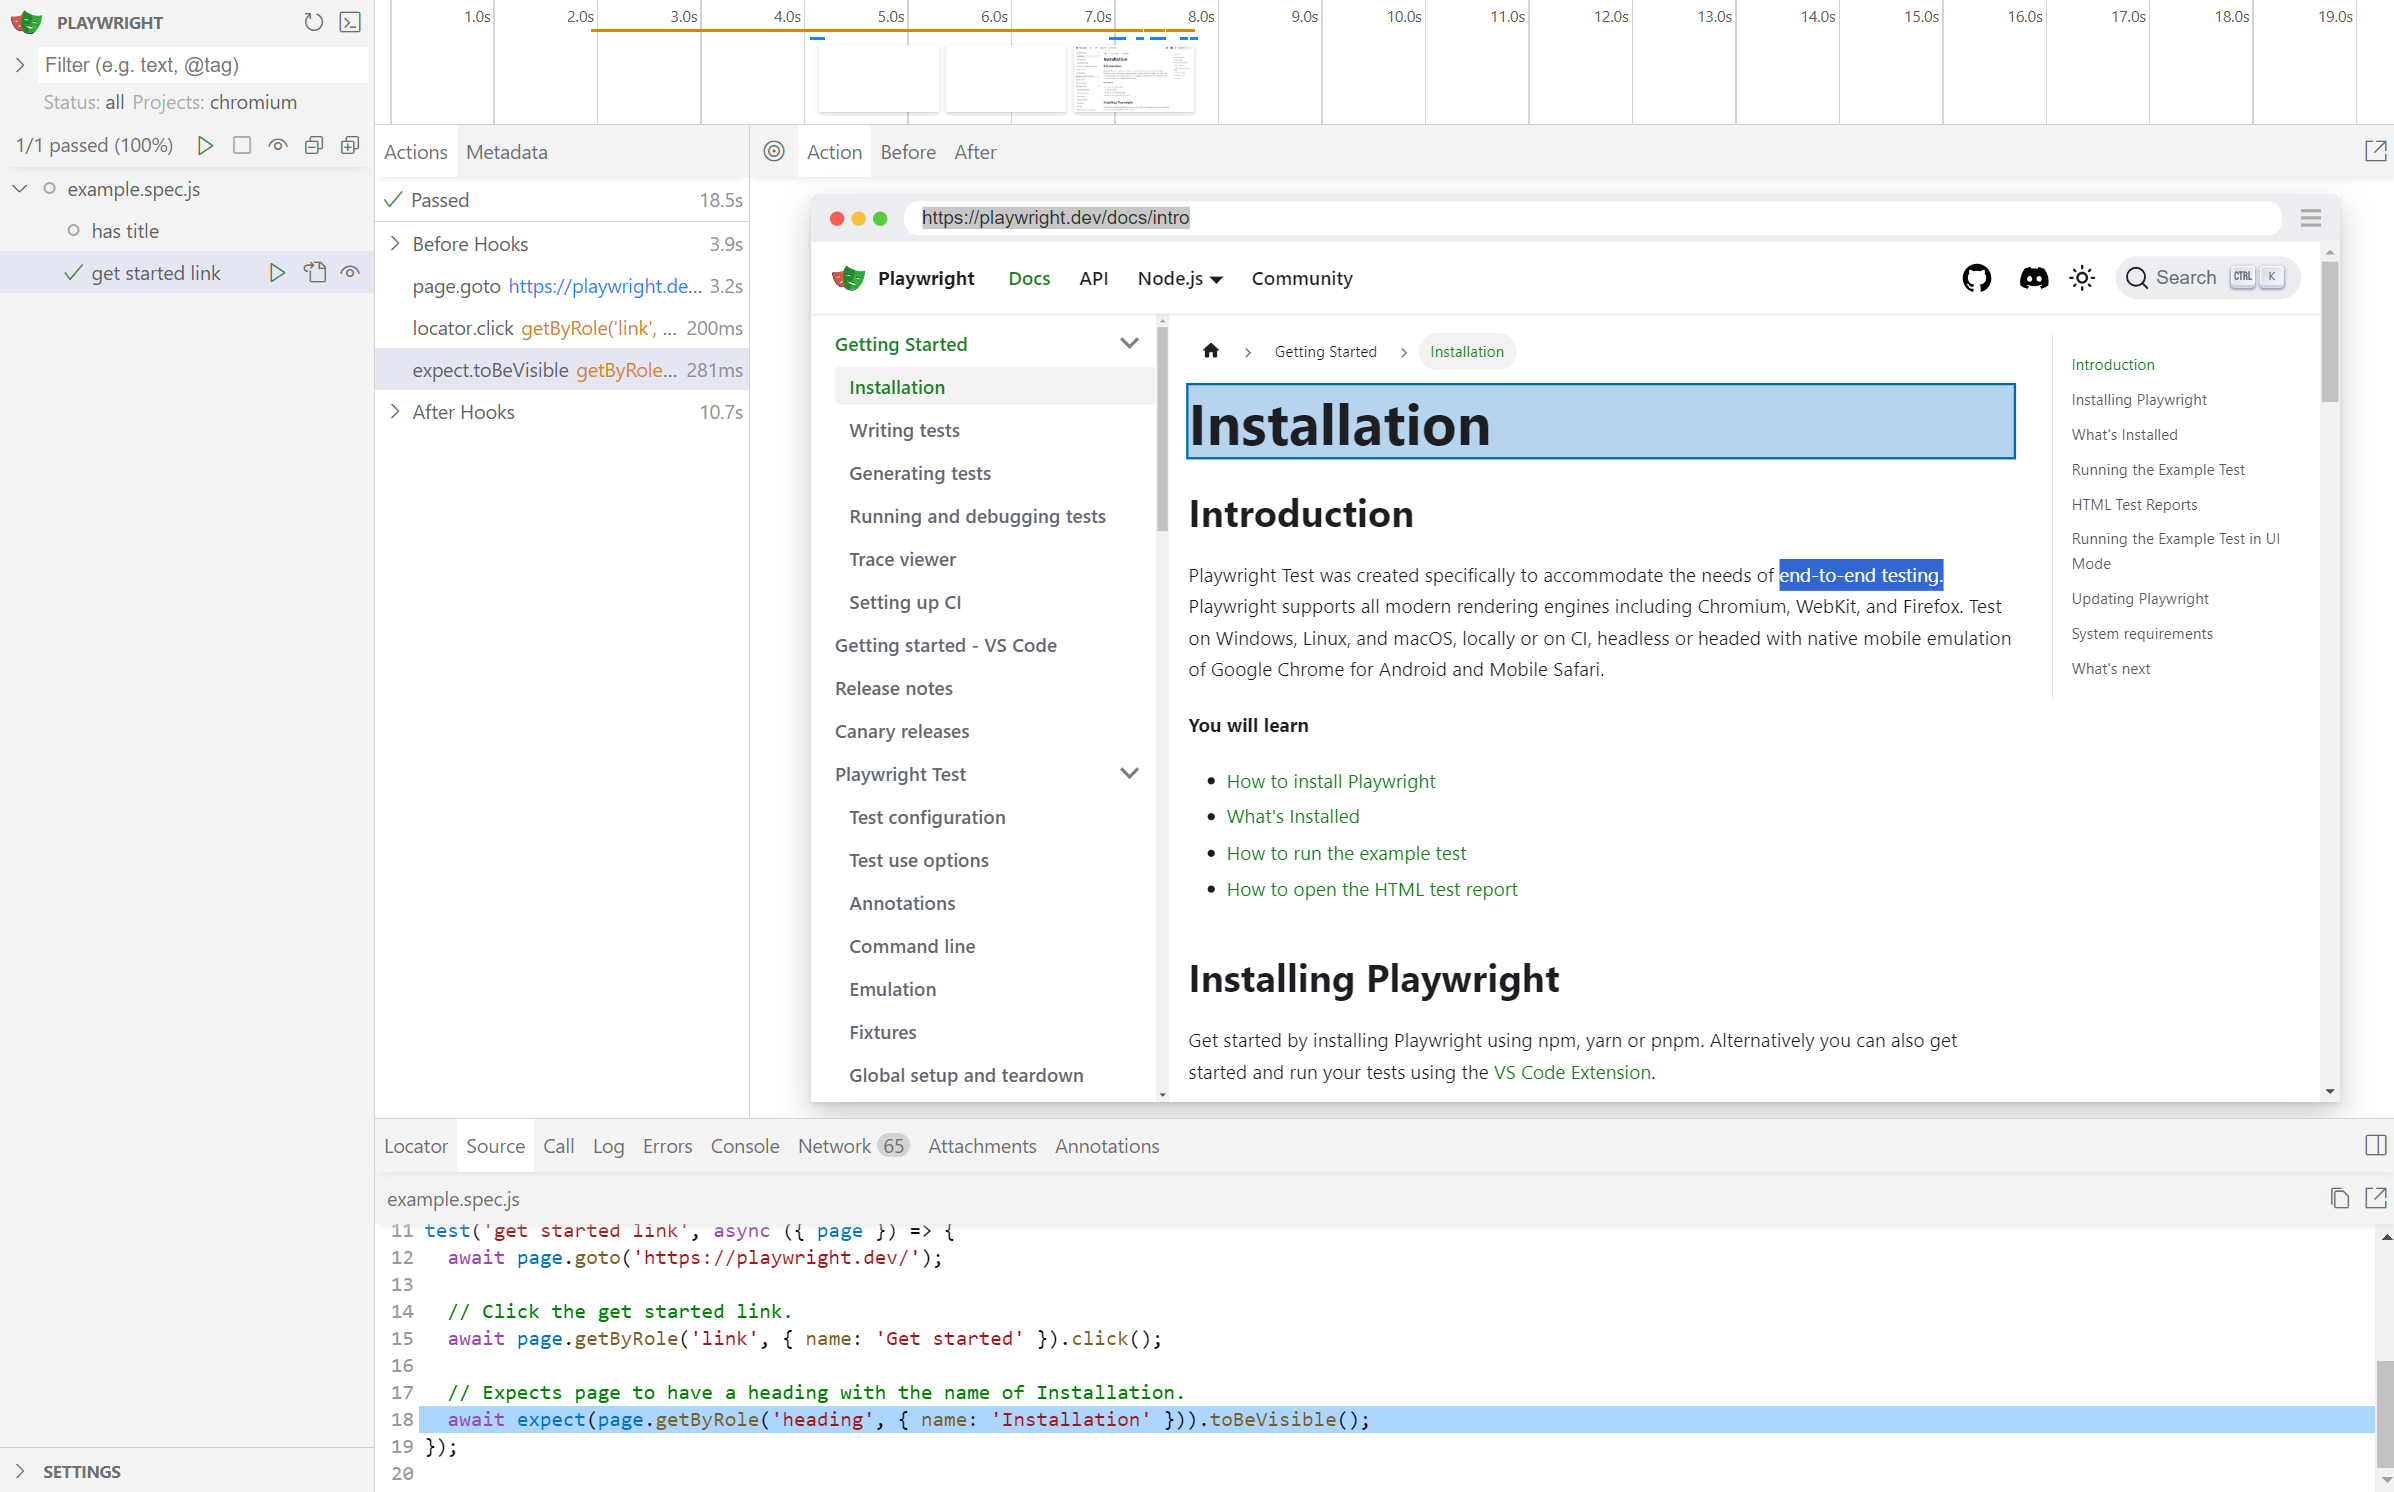 PLAYWRIGHT
Filter (e.g. text, @tag)
Status: all Projects: chromium
1/1 passed (100%)
example.spec.js
has title
get started link
SETTINGS
1.0s 2.0s 3.0s 4.0s 5.0s 6.0s 7.0s 8.0s 9.0s 10.0s 11.0s 12.0s 13.0s 14.0s 15.0s 16.0s 17.0s 18.0s 19.0s
Actions Metadata
Passed 18.5s
Before Hooks 3.9s
page.goto https://playwright.de... 3.2s
locator.click getByRole('link', ... 200ms
expect.toBeVisible getByRole... 281ms
After Hooks 10.7s
Action Before After
https://playwright.dev/docs/intro
Playwright Docs API Node.js Community Search CTRL K
Getting Started
Installation
Writing tests
Generating tests
Running and debugging tests
Trace viewer
Setting up CI
Getting started - VS Code
Release notes
Canary releases
Playwright Test
Test configuration
Test use options
Annotations
Command line
Emulation
Fixtures
Global setup and teardown
Getting Started Installation
Installation
Introduction
Playwright Test was created specifically to accommodate the needs of end-to-end testing.
Playwright supports all modern rendering engines including Chromium, WebKit, and Firefox. Test
on Windows, Linux, and macOS, locally or on CI, headless or headed with native mobile emulation
of Google Chrome for Android and Mobile Safari.
You will learn
How to install Playwright
What's Installed
How to run the example test
How to open the HTML test report
Installing Playwright
Get started by installing Playwright using npm, yarn or pnpm. Alternatively you can also get
started and run your tests using the VS Code Extension.
Introduction
Installing Playwright
What's Installed
Running the Example Test
HTML Test Reports
Running the Example Test in UI
Mode
Updating Playwright
System requirements
What's next
Locator Source Call Log Errors Console Network 65 Attachments Annotations
example.spec.js
11 test('get started link', async ({ page }) => {
12 await page.goto('https://playwright.dev/');
13
14 // Click the get started link.
15 await page.getByRole('link', { name: 'Get started' }).click();
16
17 // Expects page to have a heading with the name of Installation.
18 await expect(page.getByRole('heading', { name: 'Installation' })).toBeVisible();
19 });
20